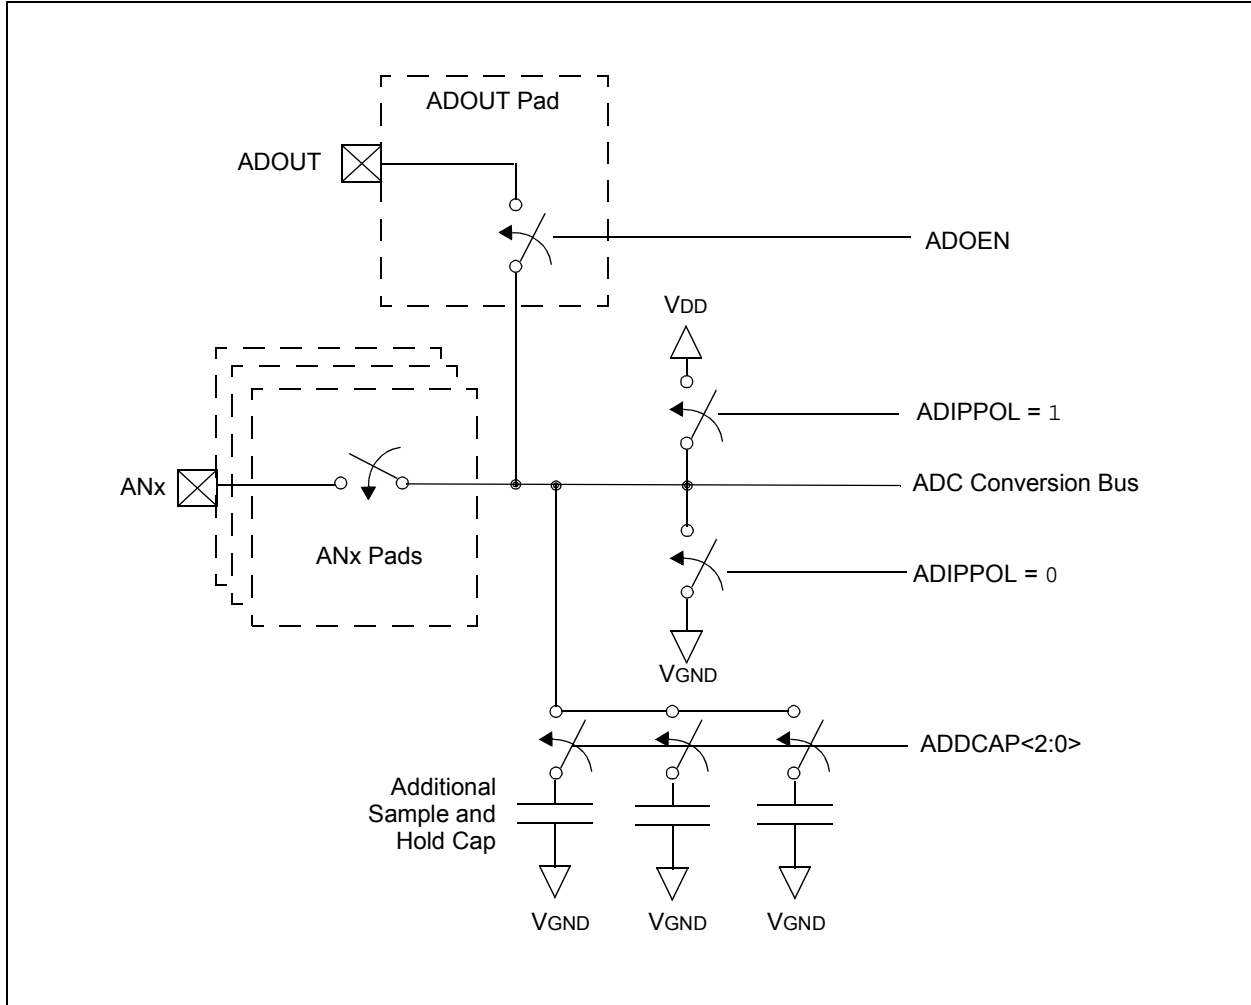 ADOUT Pad
ADOUT
ADOEN
VDD
ADIPPOL = 1
ANx
ADC Conversion Bus
ANx Pads
ADIPPOL = 0
VGND
ADDCAP<2:0>
Additional
Sample and
Hold Cap
VGND
VGND
VGND